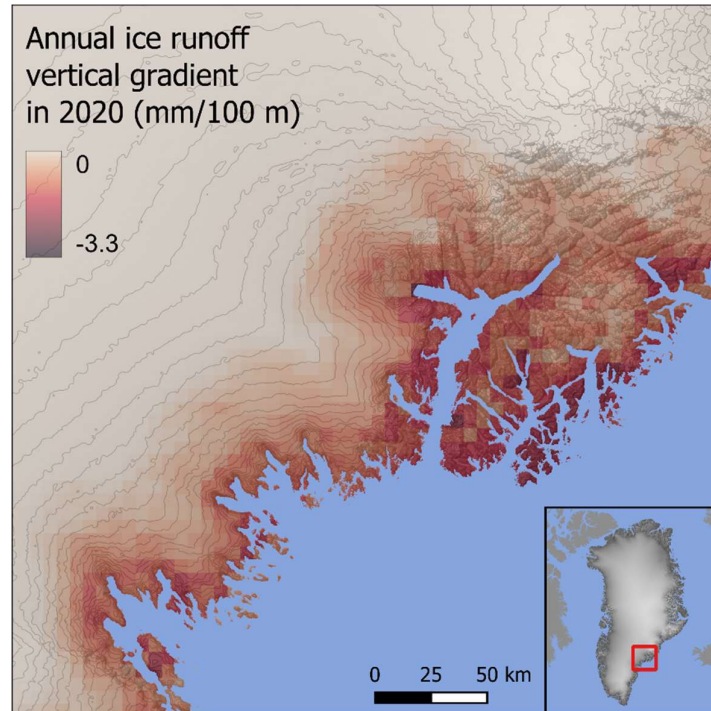 Annual ice runoff
vertical gradient
in 2020 (mm/100 m)
0
-3.3
0 25 50 km